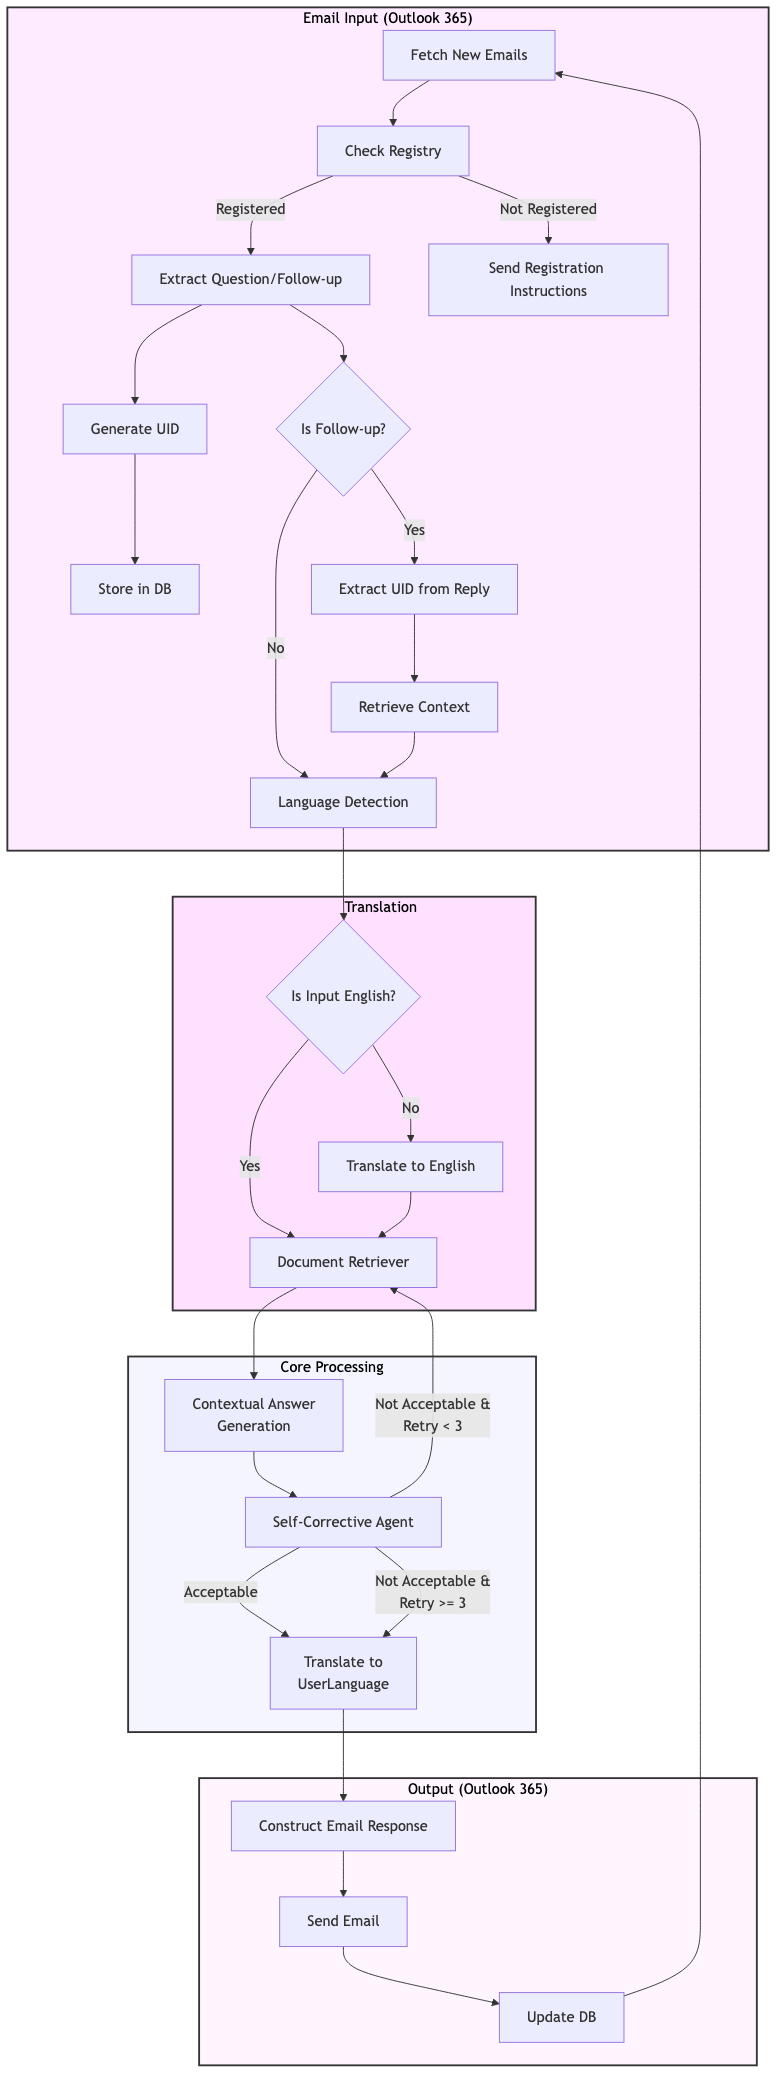 Email Input (Outlook 365)
Fetch New Emails
Check Registry
Registered
Not Registered
Extract Question/Follow-up
Send Registration
Instructions
Generate UID
Is Follow-up?
Yes
Store in DB
Extract UID from Reply
No
Retrieve Context
Language Detection
Translation
Is Input English?
No
Yes
Translate to English
Document Retriever
Core Processing
Contextual Answer
Generation
Not Acceptable &
Retry < 3
Self-Corrective Agent
Acceptable
Not Acceptable &
Retry >= 3
Translate to
UserLanguage
Output (Outlook 365)
Construct Email Response
Send Email
Update DB